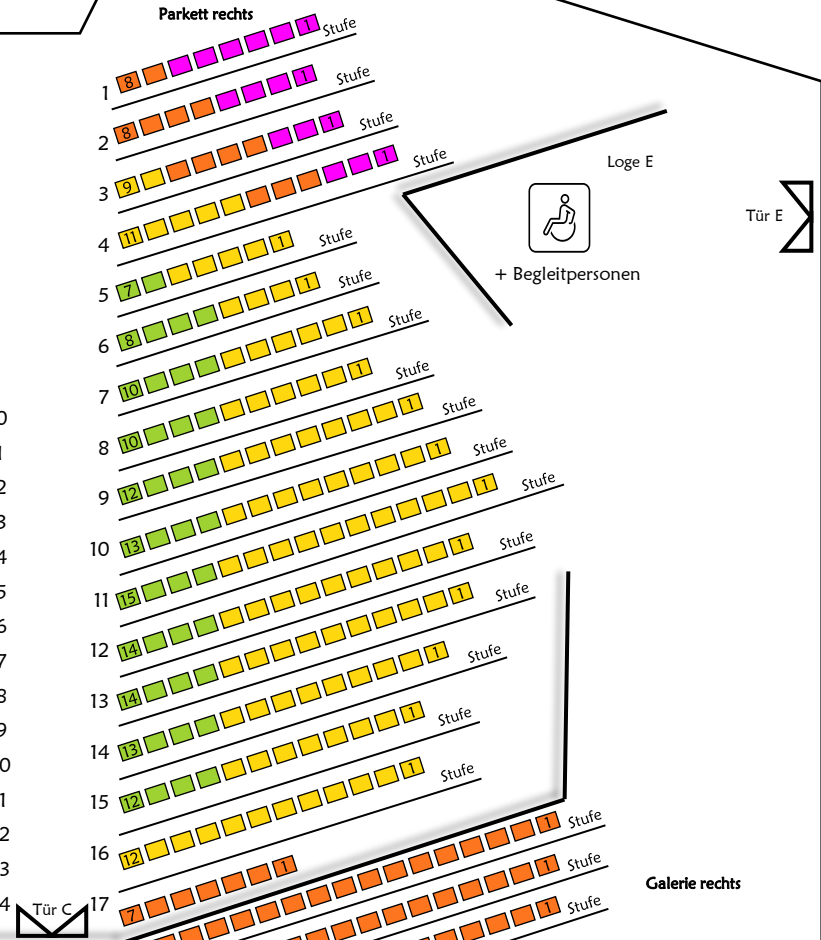 Parkett rechts
8 1 Stufe
1
8 1 Stufe
2
9 1 Stufe
3
11 1 Stufe
4
7 1 Stufe
5
8 1 Stufe
6
10 1 Stufe
7
10 1 Stufe
8
12 1 Stufe
9
13 1 Stufe
10
15 1 Stufe
11
14 1 Stufe
12
14 1 Stufe
13
13 1 Stufe
14
12 1 Stufe
15
12 1 Stufe
16
7 1
17
1 Stufe
1 Stufe
1 Stufe
Loge E
Tür E
+ Begleitpersonen
Galerie rechts
Tür C
0
1
2
3
4
5
6
7
8
9
0
1
2
3
4